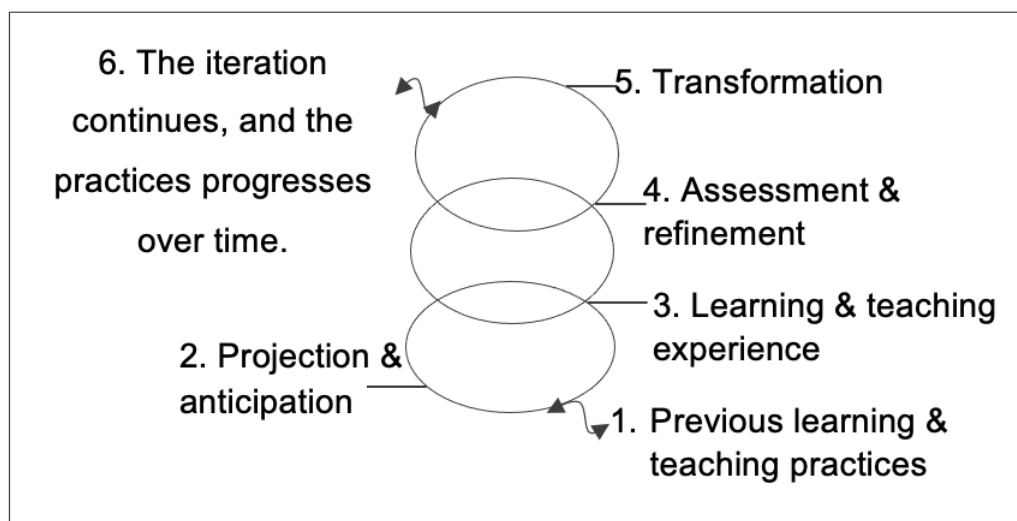 6. The iteration
continues, and the
practices progresses
over time.
5. Transformation
4. Assessment &
refinement
3. Learning & teaching
experience
2. Projection &
anticipation
1. Previous learning &
teaching practices